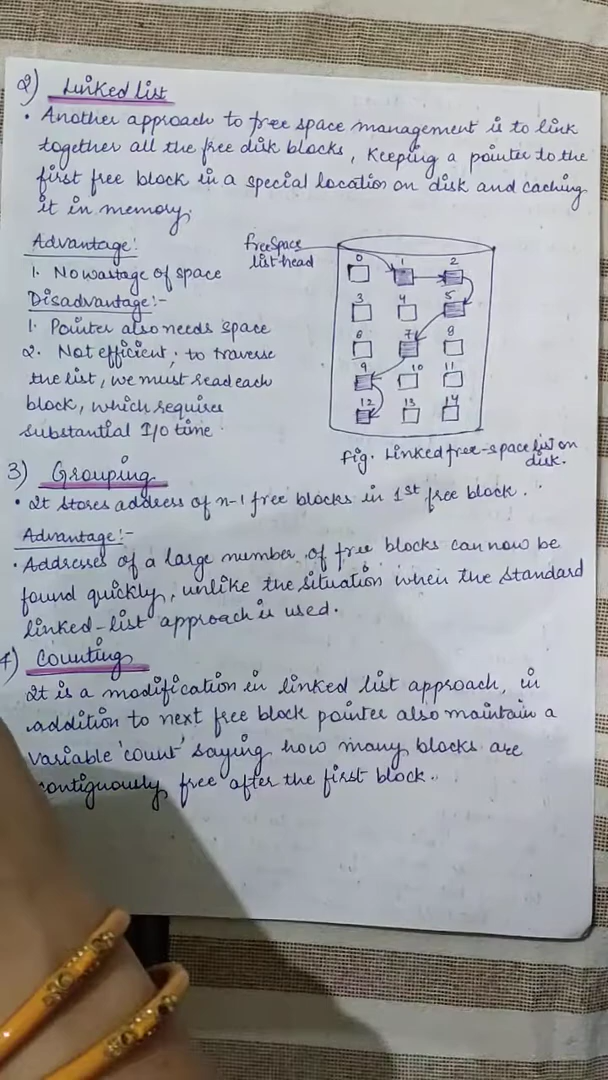 2) Linked list
• Another approach to free space management is to link
together all the free disk blocks, keeping a pointer to the
first free block in a special location on disk and caching
it in memory.
Advantage:
1. No wastage of space
Disadvantage:-
1. Pointer also needs space
2. Not efficient; to traverse
the list, we must read each
block, which requires
substantial I/O time.
free space
list head
0 1 2
3 4 5
6 7 8
9 10 11
12 13 14
fig. Linked free-space list on
disk.
3) Grouping
• It stores address of n-1 free blocks in 1st free block.
Advantage:-
• Addresses of a large number of free blocks can now be
found quickly, unlike the situation when the standard
linked-list approach is used.
4) Counting
It is a modification in linked list approach, in
addition to next free block pointer also maintain a
variable 'count' saying how many blocks are
contiguously free after the first block.